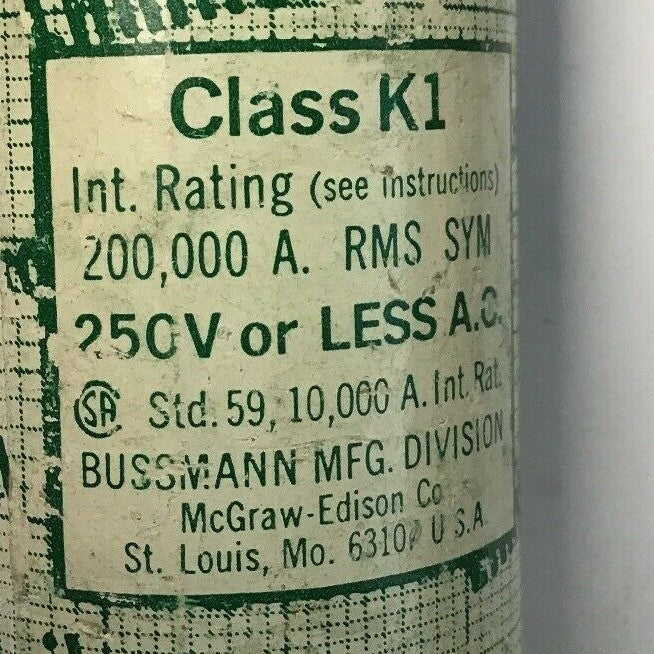 Class K1
Int. Rating (see instructions)
200,000 A. RMS SYM
250V or LESS A.C.
SA Std. 59, 10,000 A. Int. Rat.
BUSSMANN MFG. DIVISION
McGraw-Edison Co
St. Louis, Mo. U.S.A